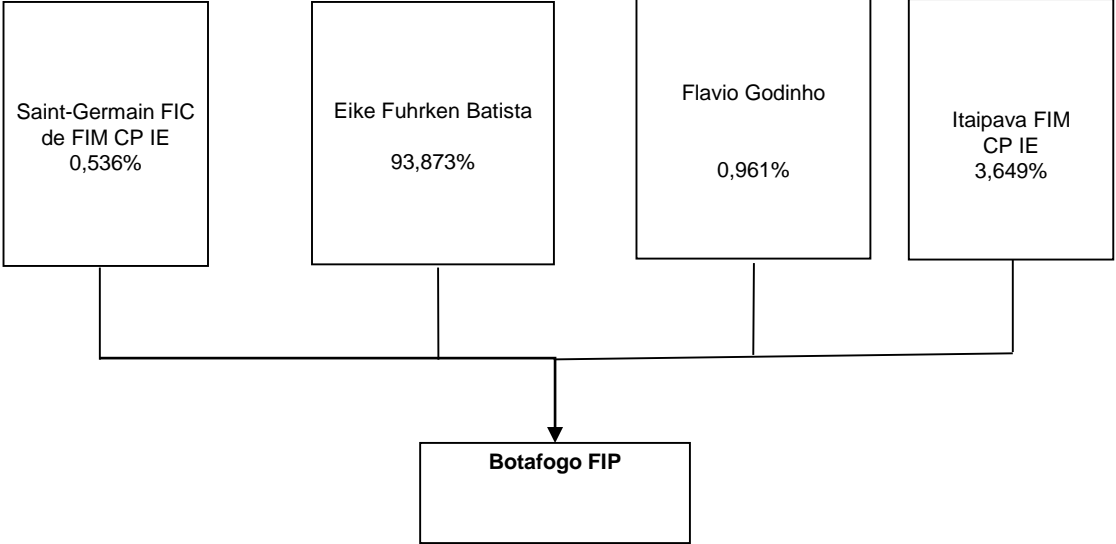 Saint-Germain FIC
de FIM CP IE
0,536%
Eike Fuhrken Batista
93,873%
Flavio Godinho
0,961%
Itaipava FIM
CP IE
3,649%
Botafogo FIP